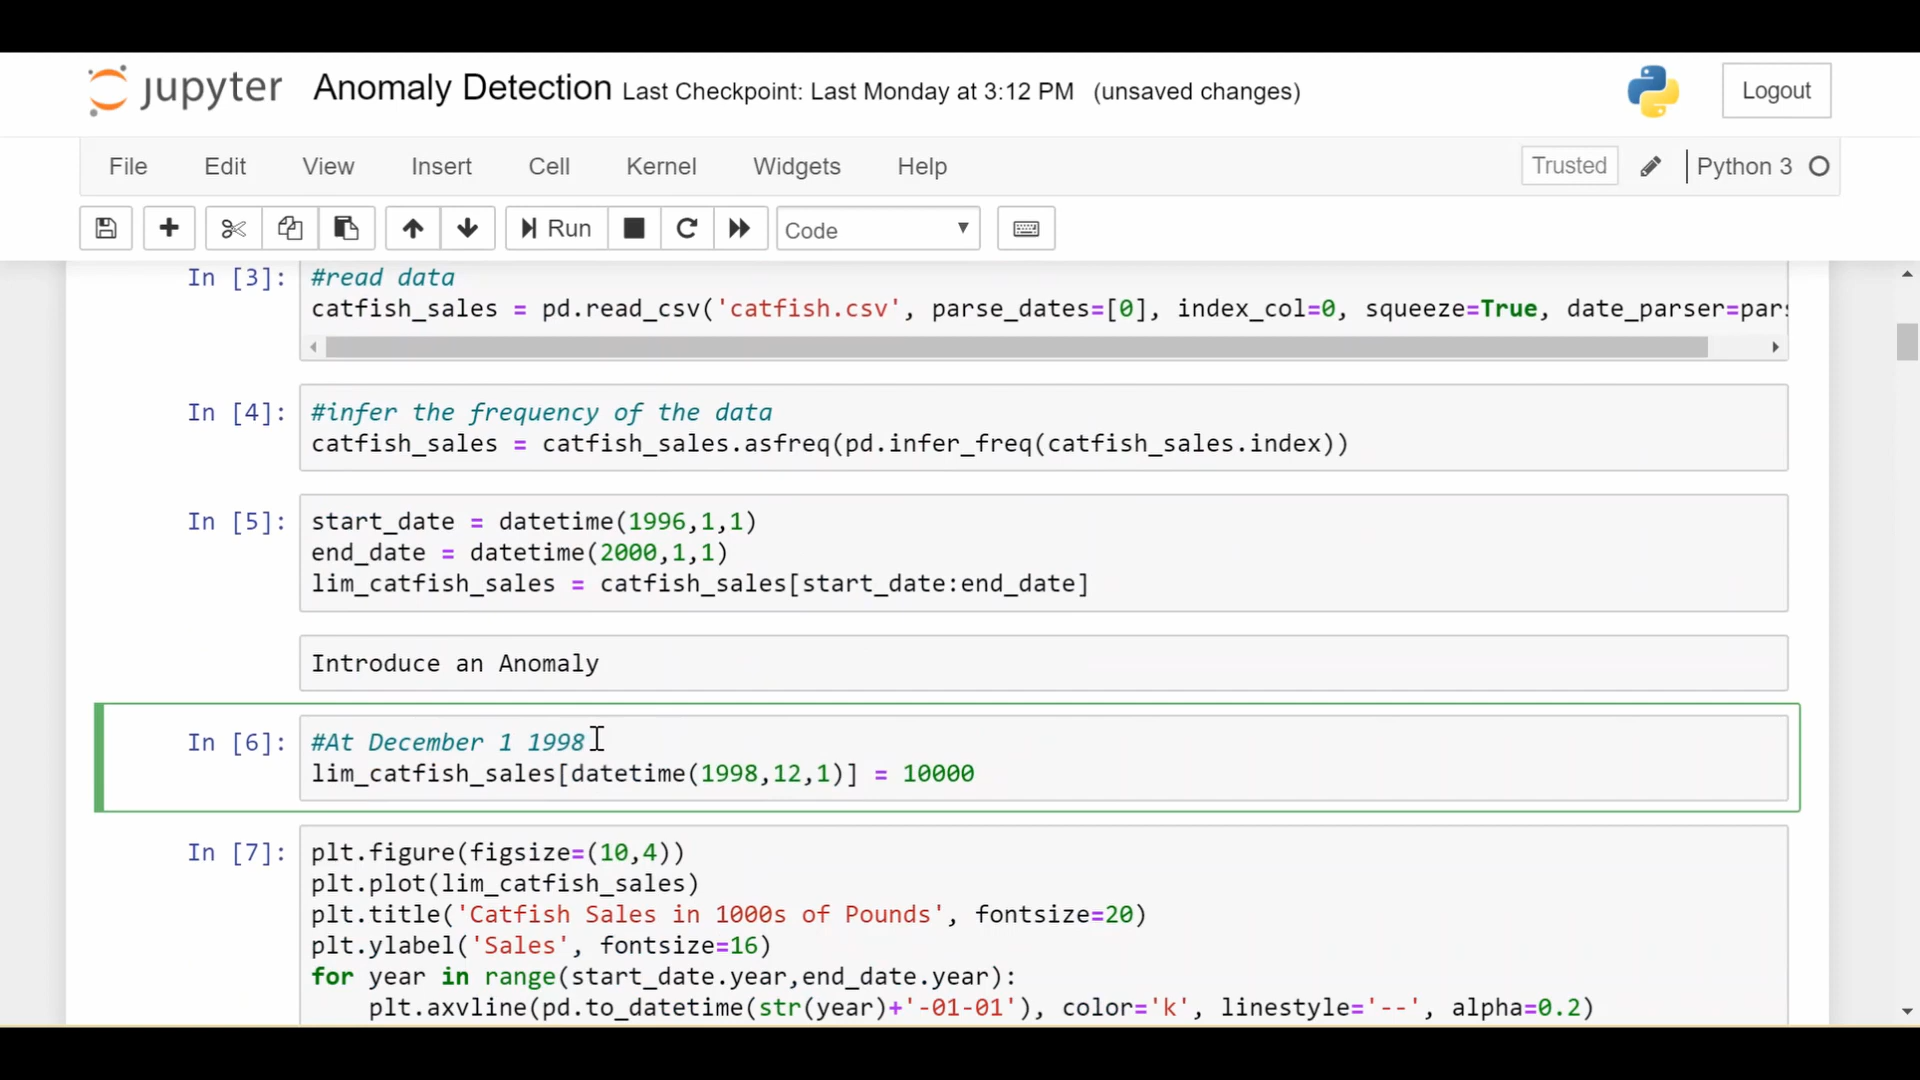 jupyter Anomaly Detection Last Checkpoint: Last Monday at 3:12 PM (unsaved changes)
Logout
File Edit View Insert Cell Kernel Widgets Help
Trusted Python 3
Run Code
In [3]: #read data
catfish_sales = pd.read_csv('catfish.csv', parse_dates=[0], index_col=0, squeeze=True, date_parser=pars
In [4]: #infer the frequency of the data
catfish_sales = catfish_sales.asfreq(pd.infer_freq(catfish_sales.index))
In [5]: start_date = datetime(1996,1,1)
end_date = datetime(2000,1,1)
lim_catfish_sales = catfish_sales[start_date:end_date]
Introduce an Anomaly
In [6]: #At December 1 1998
lim_catfish_sales[datetime(1998,12,1)] = 10000
In [7]: plt.figure(figsize=(10,4))
plt.plot(lim_catfish_sales)
plt.title('Catfish Sales in 1000s of Pounds', fontsize=20)
plt.ylabel('Sales', fontsize=16)
for year in range(start_date.year,end_date.year):
plt.axvline(pd.to_datetime(str(year)+'-01-01'), color='k', linestyle='--', alpha=0.2)